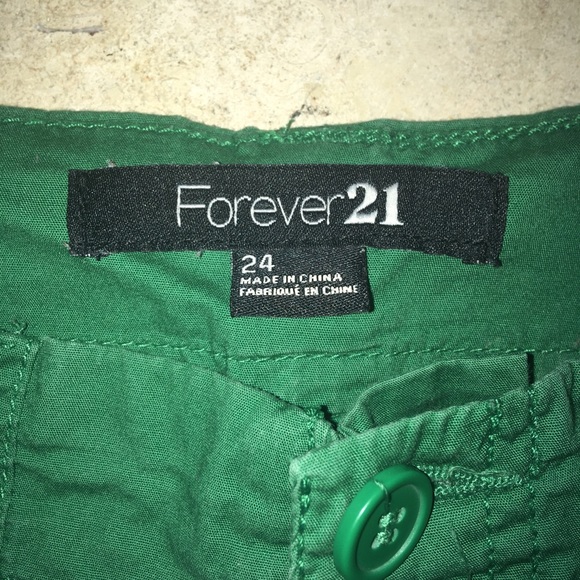 Forever21
24
MADE IN CHINA
FABRIQUÉ EN CHINE